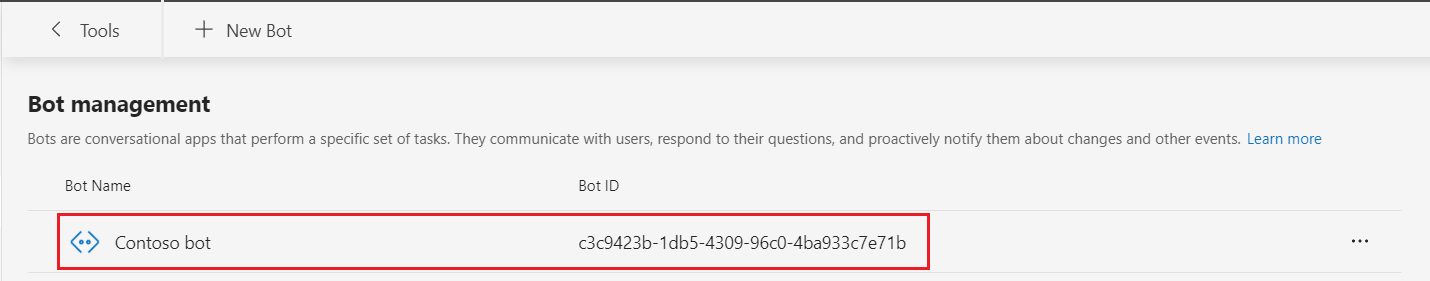 Tools
New Bot
Bot management
Bots are conversational apps that perform a specific set of tasks. They communicate with users, respond to their questions, and proactively notify them about changes and other events. Learn more
Bot Name Bot ID
Contoso bot c3c9423b-1db5-4309-96c0-4ba933c7e71b